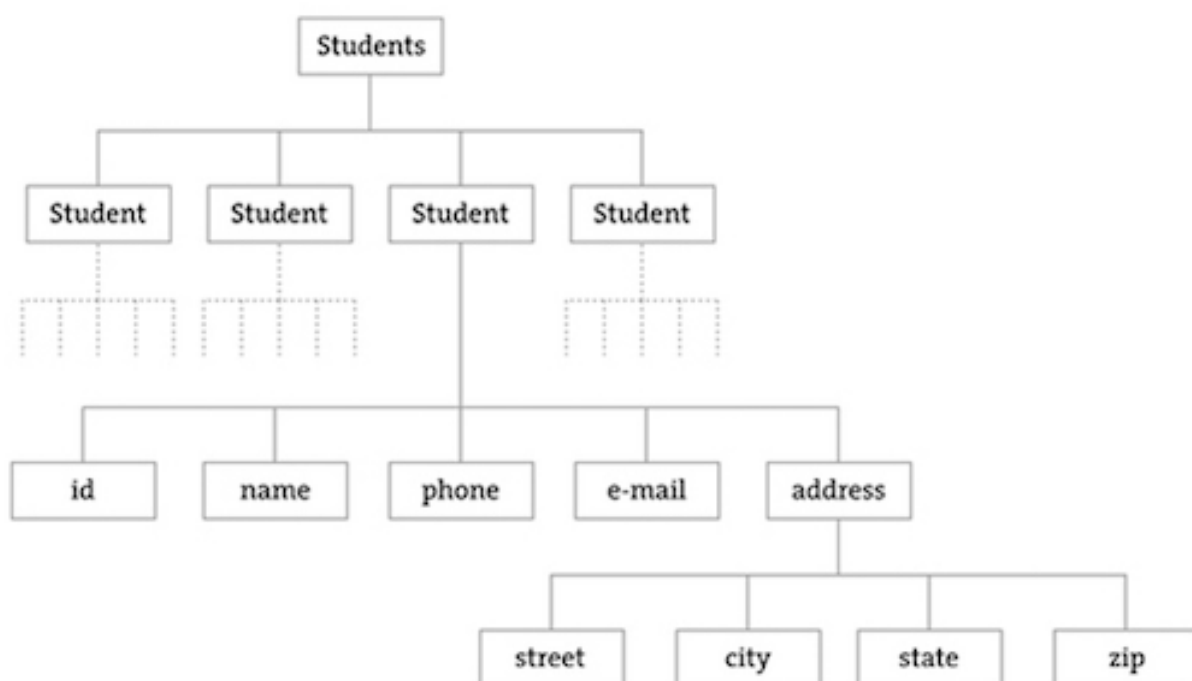 Students
Student Student Student Student
id name phone e-mail address
street city state zip